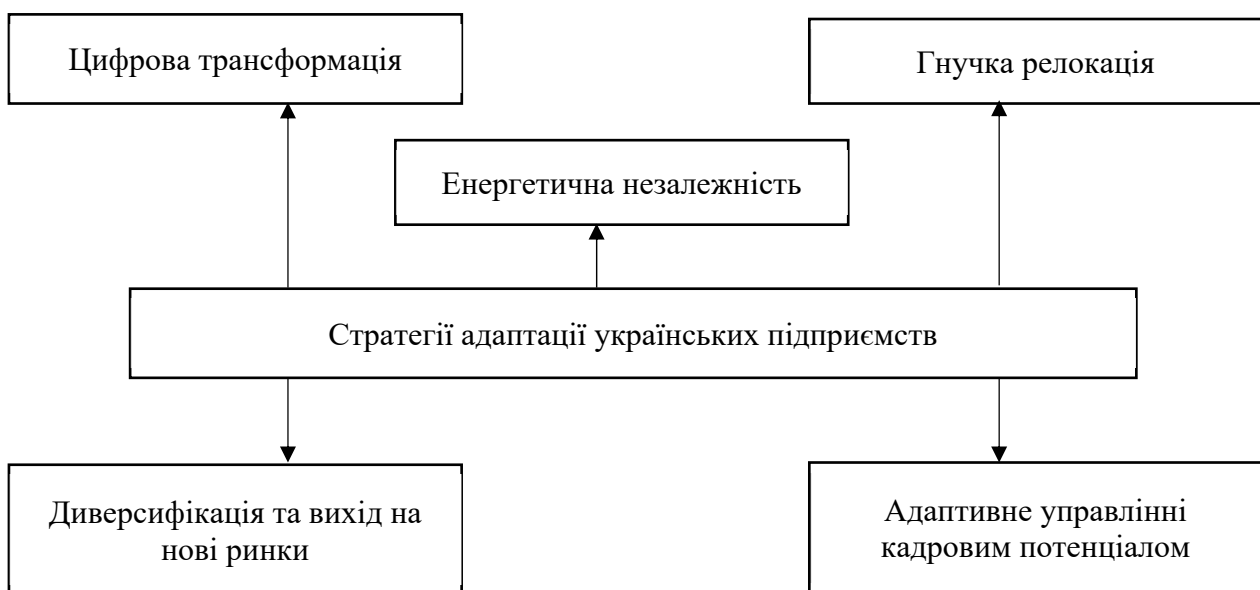 Цифрова трансформація
Гнучка релокація
Енергетична незалежність
Стратегії адаптації українських підприємств
Диверсифікація та вихід на
нові ринки
Адаптивне управлінні
кадровим потенціалом